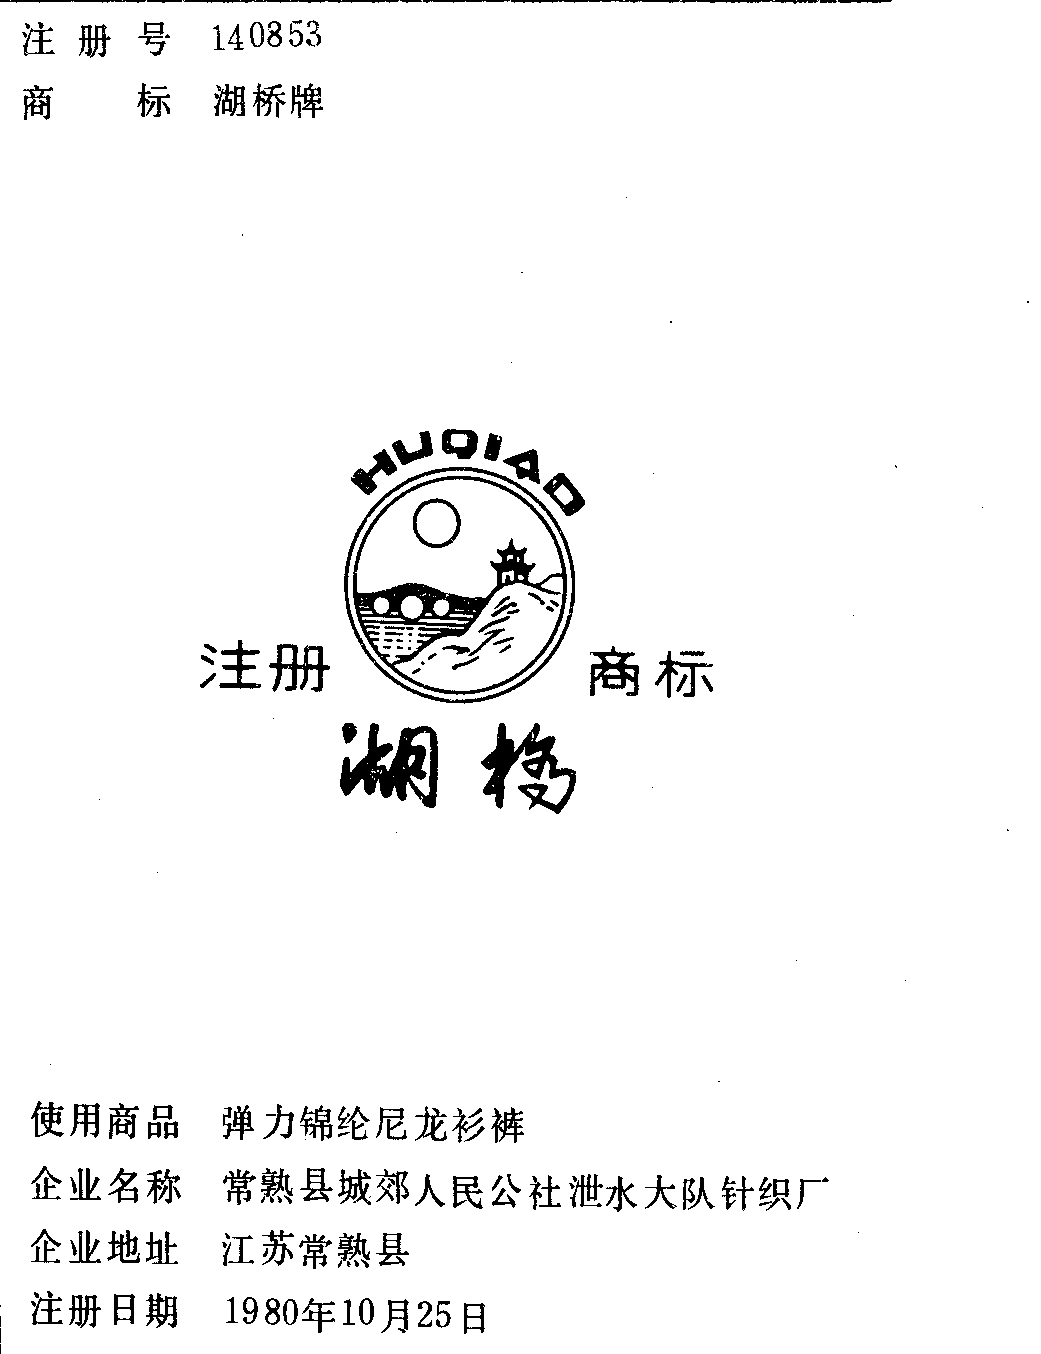 注册号 140853
商标 湖桥牌
HUQIAO
注册 商标
湖桥
使用商品 弹力锦纶尼龙衫裤
企业名称 常熟县城郊人民公社泄水大队针织厂
企业地址 江苏常熟县
注册日期 1980年10月25日